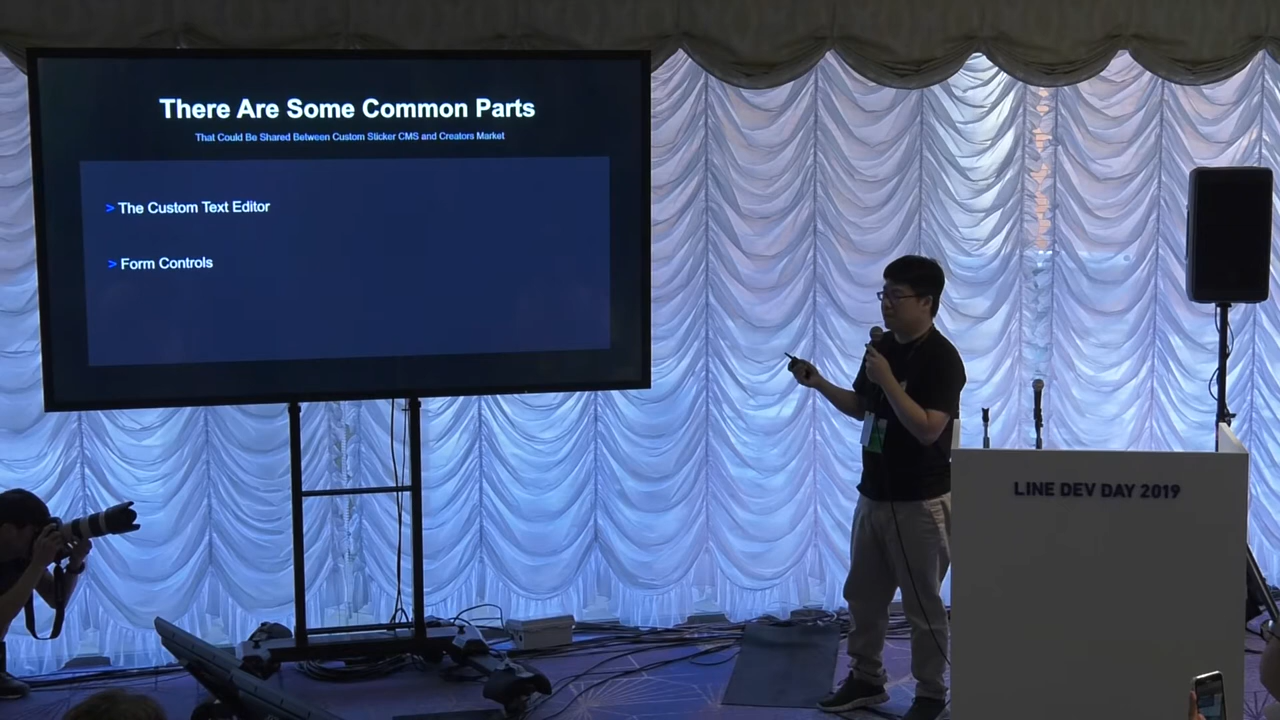 There Are Some Common Parts
That Could Be Shared Between Custom Sticker CMS and Creators Market
> The Custom Text Editor
> Form Controls
LINE DEV DAY 2019